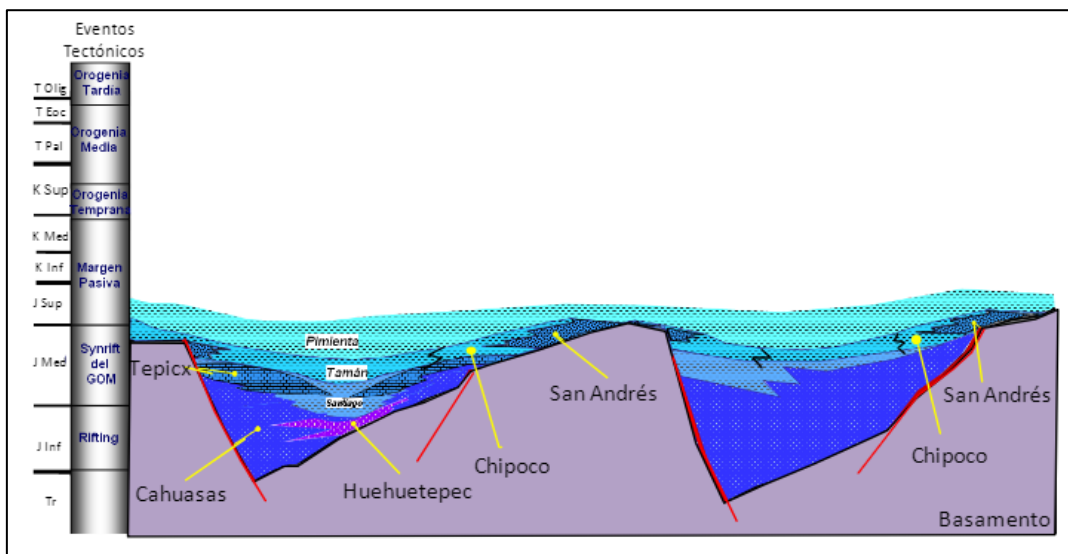 Eventos
Tectónicos
Orogenia
Tardía
Orogenia
Media
Orogenia
Temprana
Margen
Pasiva
Synrift
del
GOM
Rifting
T Olig
T Eoc
T Pal
K Sup
K Med
K Inf
J Sup
J Med
J Inf
Tr
Pimienta
Tamán
Santiago
Tepicx
Cahuasas
Huehuetepec
Chipoco
San Andrés
San Andrés
Chipoco
Basamento